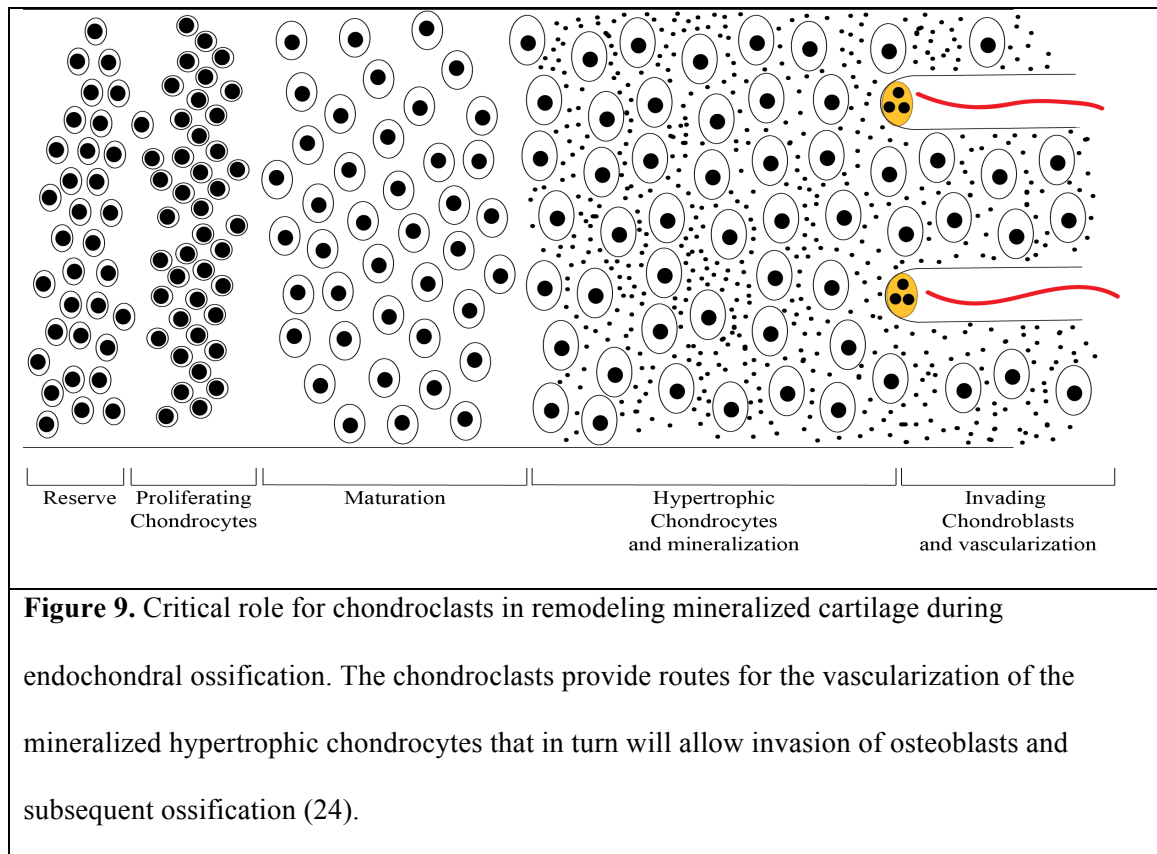 Reserve
Proliferating
Chondrocytes
Maturation
Hypertrophic
Chondrocytes
and mineralization
Invading
Chondroblasts
and vascularization
Figure 9. Critical role for chondroclasts in remodeling mineralized cartilage during
endochondral ossification. The chondroclasts provide routes for the vascularization of the
mineralized hypertrophic chondrocytes that in turn will allow invasion of osteoblasts and
subsequent ossification (24).